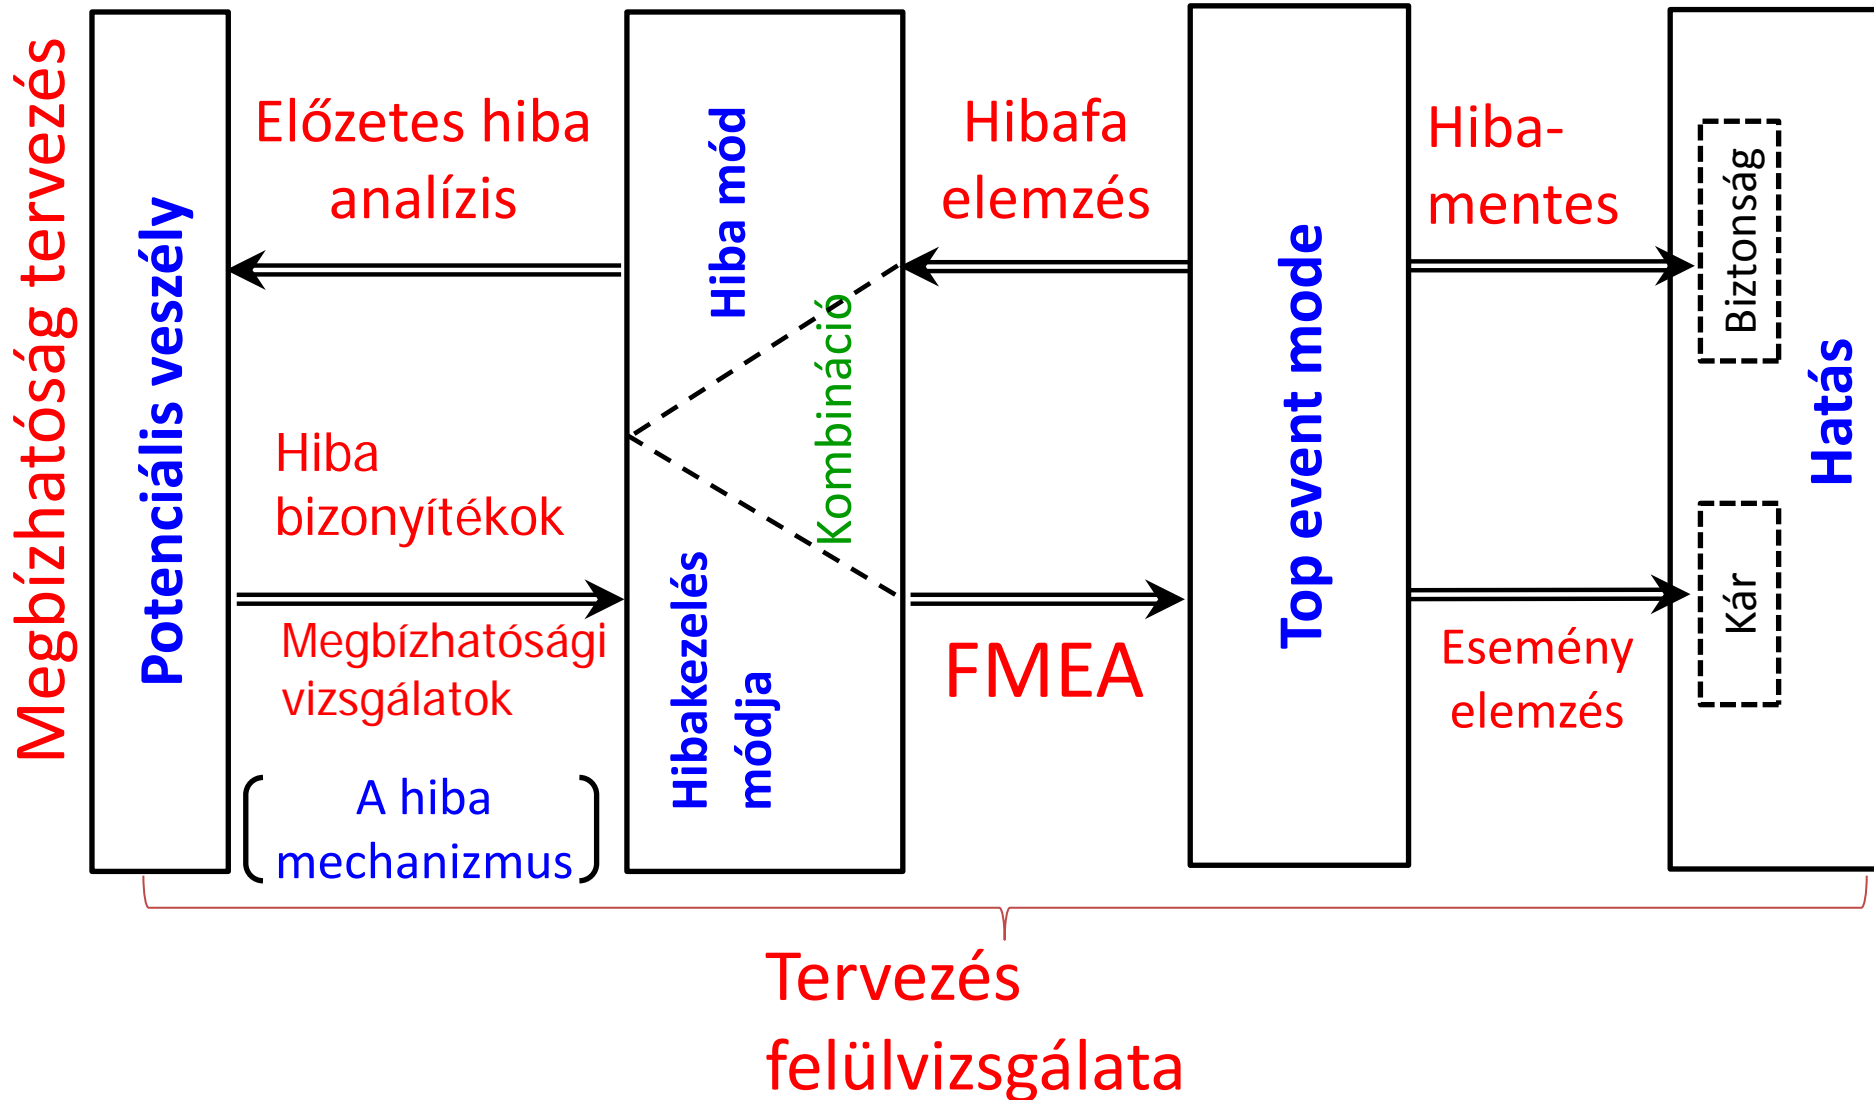 Megbízhatóság tervezés
Potenciális veszély
Előzetes hiba
analízis
Hiba
bizonyítékok
Megbízhatósági
vizsgálatok
A hiba
mechanizmus
Hiba mód
Kombináció
Hibakezelés
módja
Hibafa
elemzés
FMEA
Top event mode
Hiba-
mentes
Esemény
elemzés
Biztonság
Kár
Hatás
Tervezés
felülvizsgálata